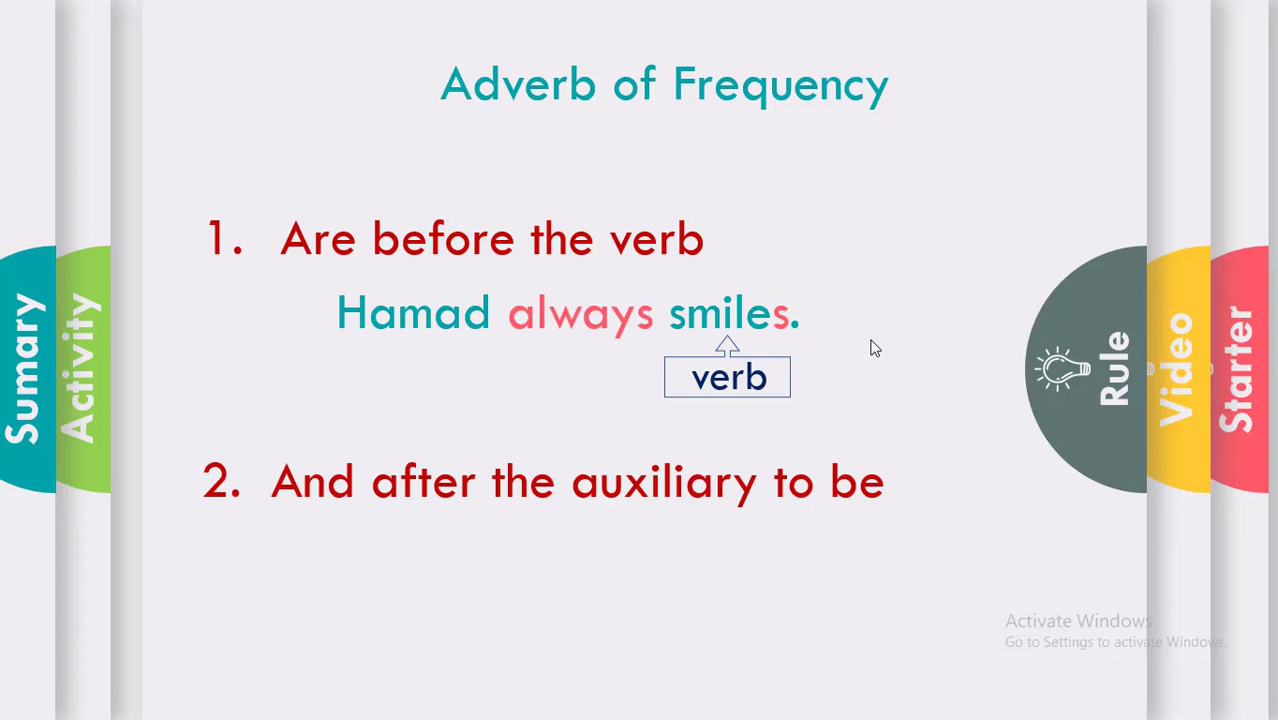 Adverb of Frequency
1. Are before the verb
Hamad always smiles.
verb
2. And after the auxiliary to be
Sumary
Activity
Rule
Video
Starter
Activate Windows
Go to Settings to activate Windows.